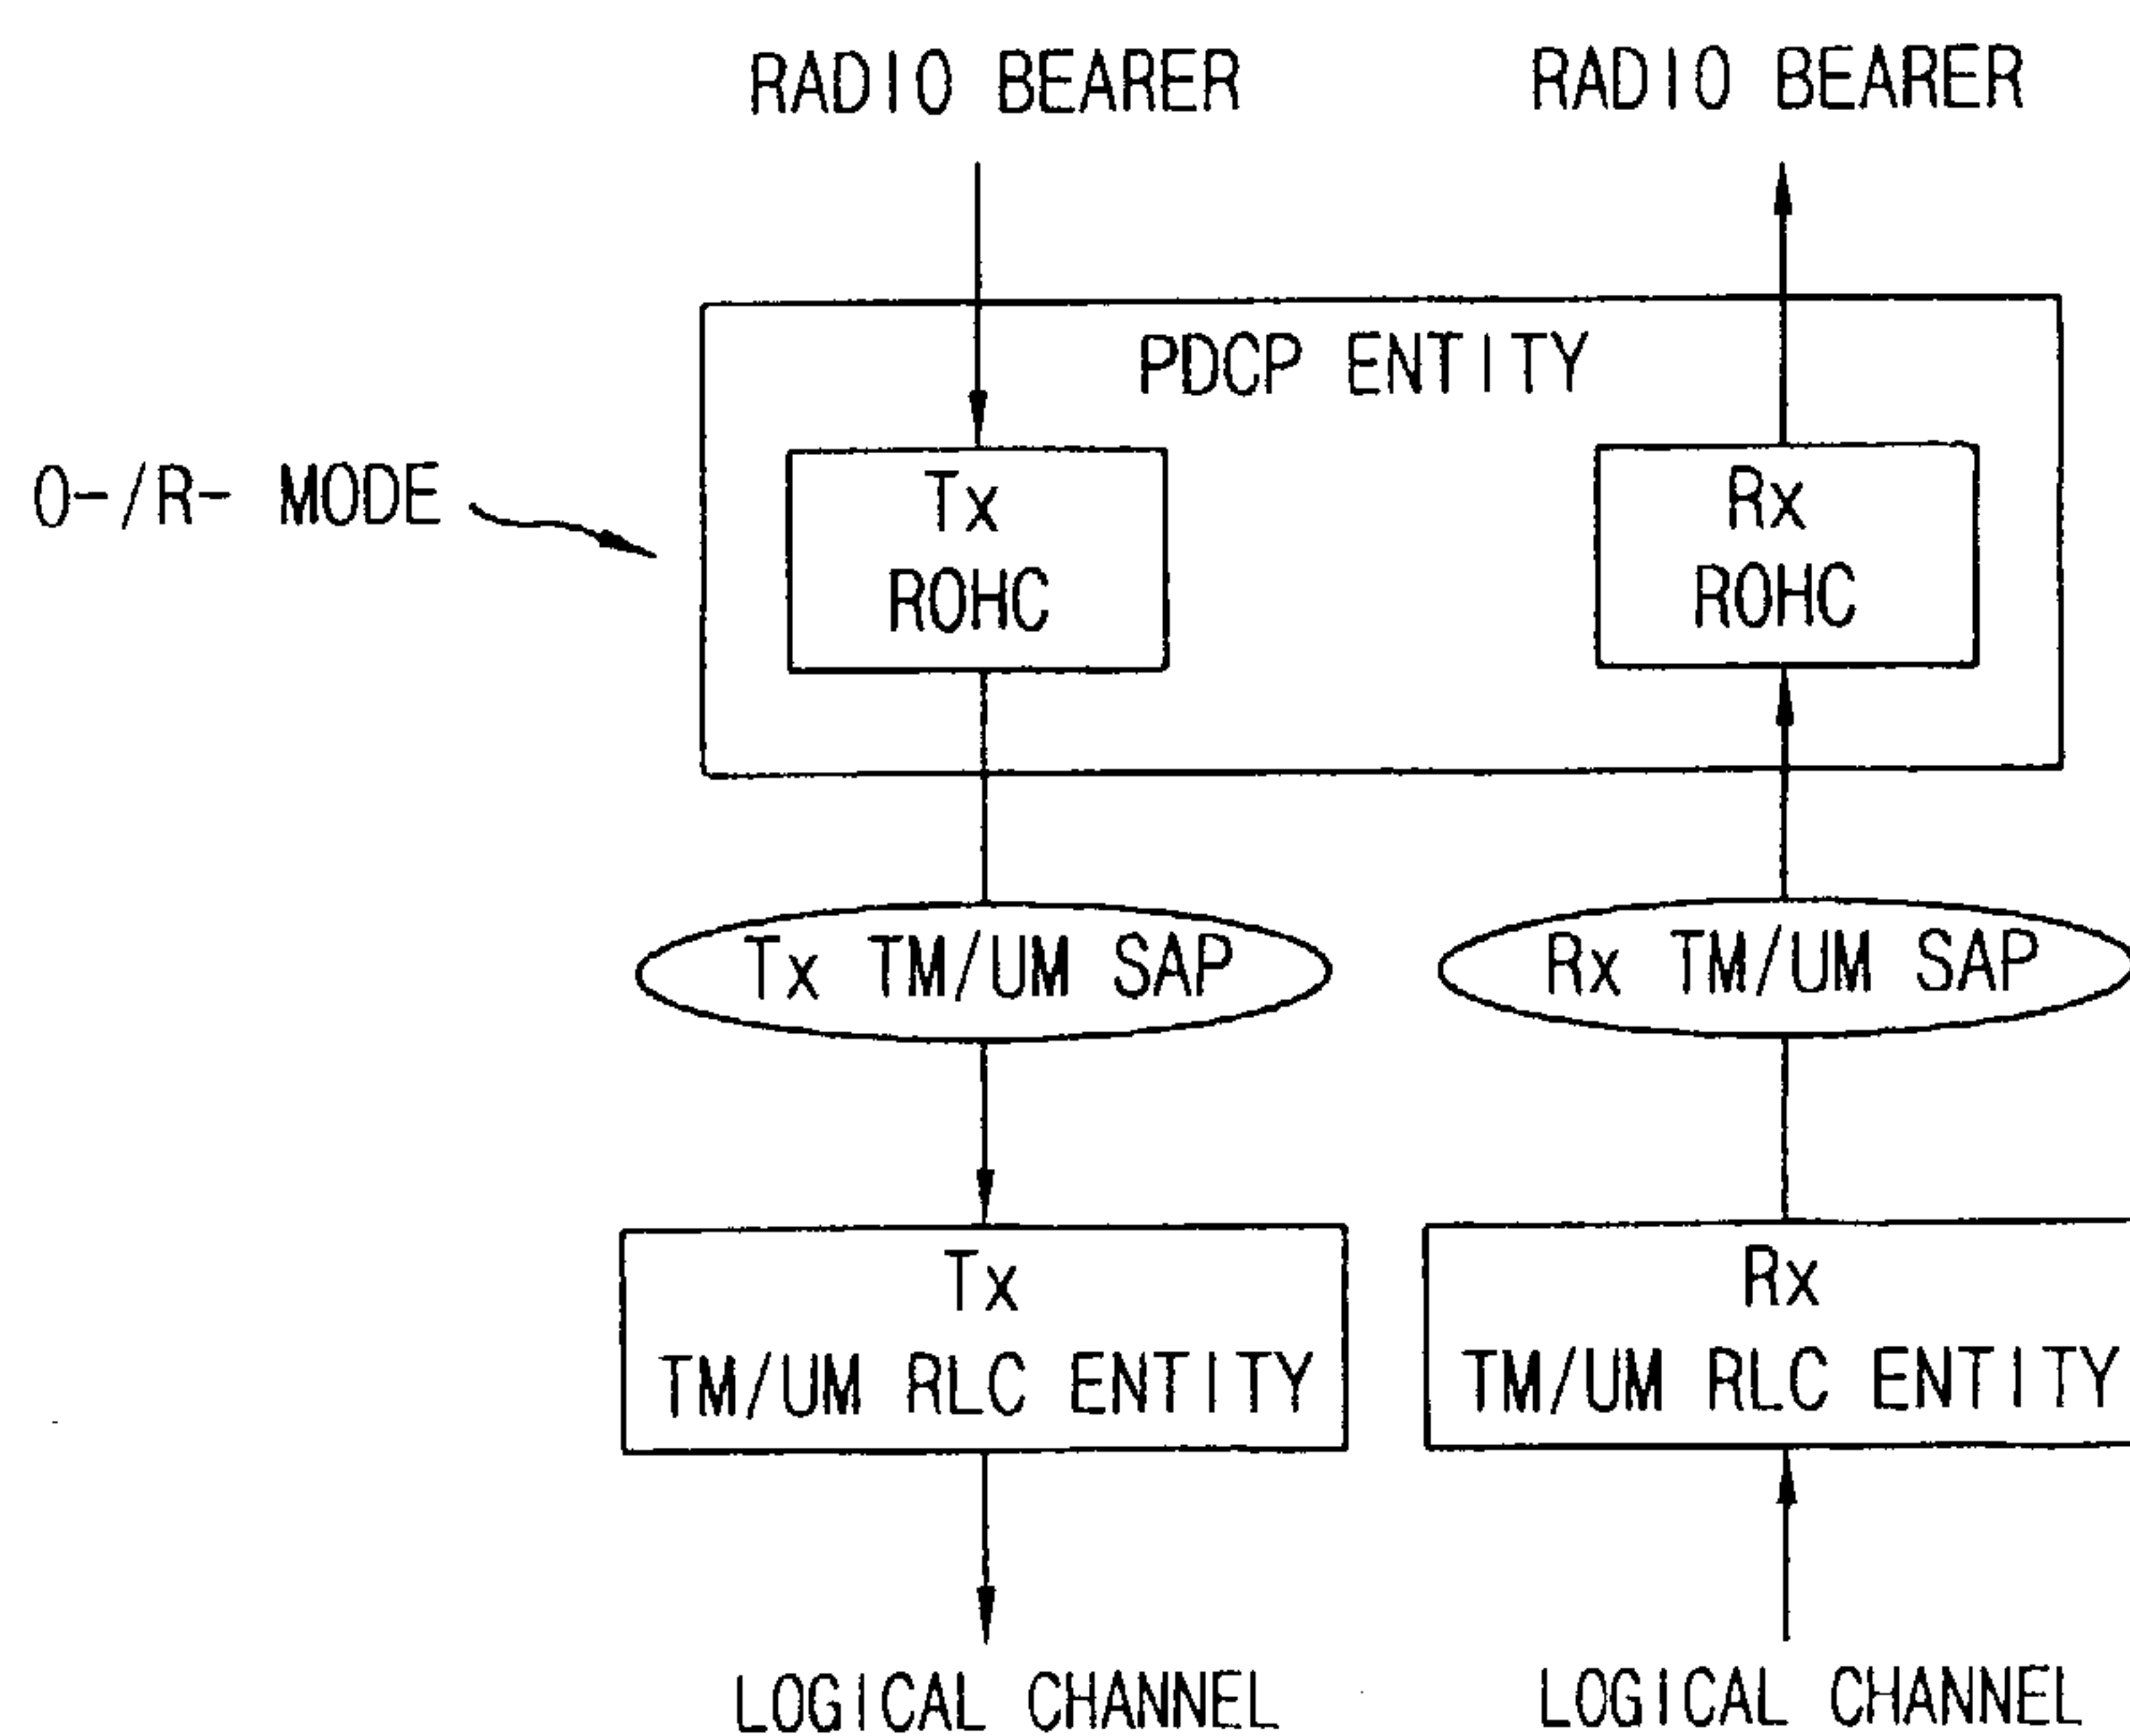 RADIO BEARER
RADIO BEARER
PDCP ENTITY
O-/R- MODE
Tx
ROHC
Rx
ROHC
Tx TM/UM SAP
Rx TM/UM SAP
Tx
TM/UM RLC ENTITY
Rx
TM/UM RLC ENTITY
LOGICAL CHANNEL
LOGICAL CHANNEL